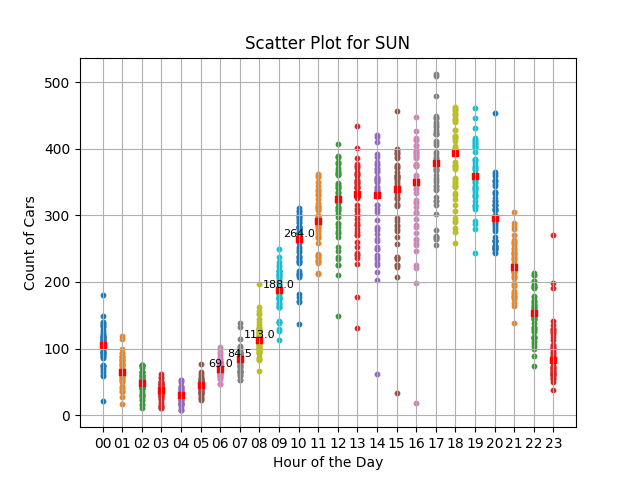 Scatter Plot for SUN
500
400
300
200
100
0
264.0
188.0
113.0
84.5
69.0
00 01 02 03 04 05 06 07 08 09 10 11 12 13 14 15 16 17 18 19 20 21 22 23
Hour of the Day
Count of Cars